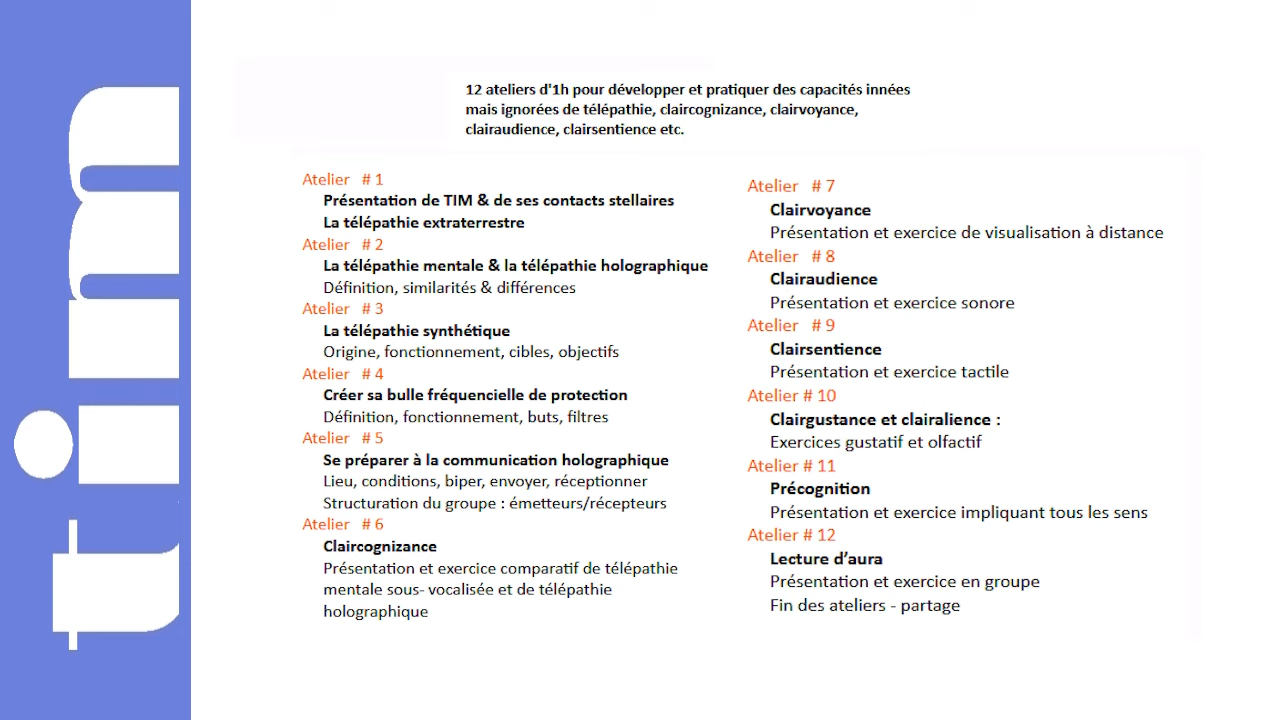 tim
12 ateliers d'1h pour développer et pratiquer des capacités innées
mais ignorées de télépathie, claircognizance, clairvoyance,
clairaudience, clairsentience etc.
Atelier # 1
Présentation de TIM & de ses contacts stellaires
La télépathie extraterrestre
Atelier # 2
La télépathie mentale & la télépathie holographique
Définition, similarités & différences
Atelier # 3
La télépathie synthétique
Origine, fonctionnement, cibles, objectifs
Atelier # 4
Créer sa bulle fréquencielle de protection
Définition, fonctionnement, buts, filtres
Atelier # 5
Se préparer à la communication holographique
Lieu, conditions, biper, envoyer, réceptionner
Structuration du groupe : émetteurs/récepteurs
Atelier # 6
Claircognizance
Présentation et exercice comparatif de télépathie
mentale sous- vocalisée et de télépathie
holographique
Atelier # 7
Clairvoyance
Présentation et exercice de visualisation à distance
Atelier # 8
Clairaudience
Présentation et exercice sonore
Atelier # 9
Clairsentience
Présentation et exercice tactile
Atelier # 10
Clairgustance et clairalience :
Exercices gustatif et olfactif
Atelier # 11
Précognition
Présentation et exercice impliquant tous les sens
Atelier # 12
Lecture d’aura
Présentation et exercice en groupe
Fin des ateliers - partage